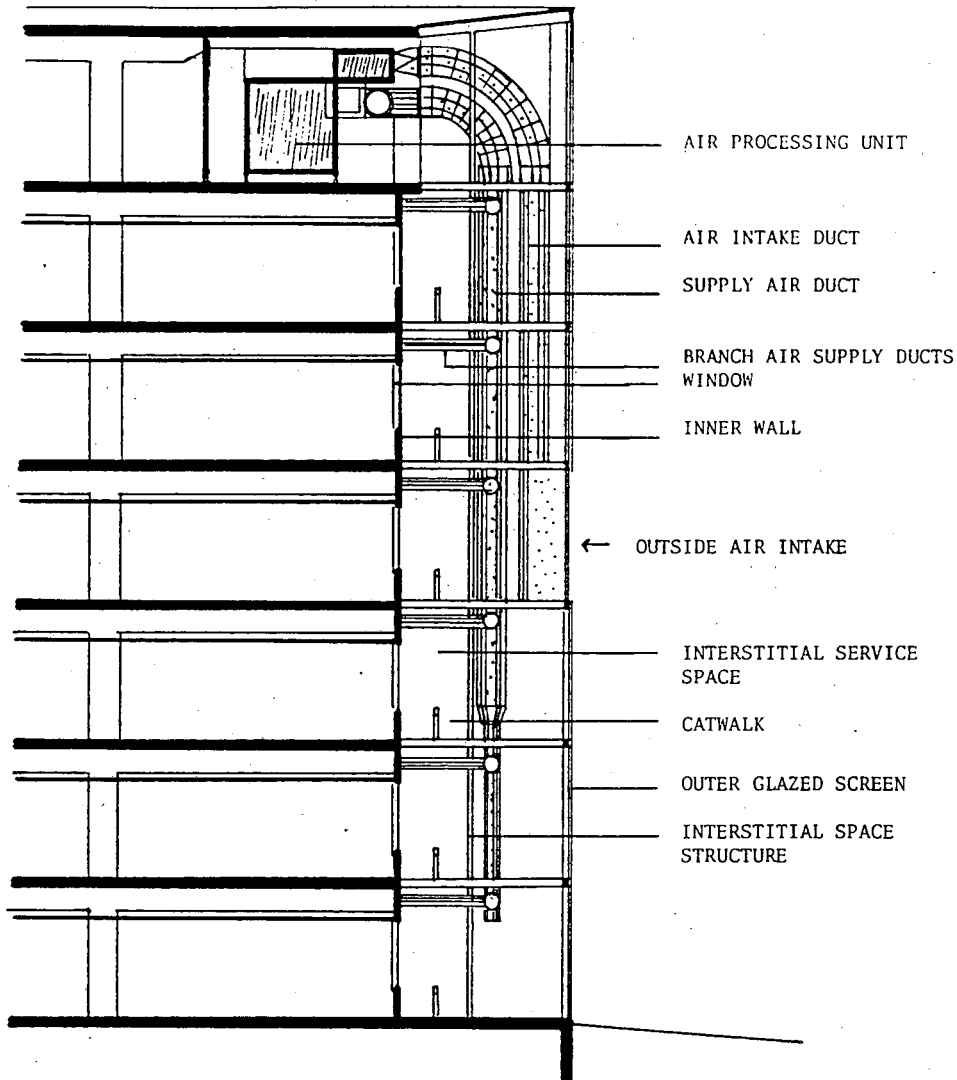 AIR PROCESSING UNIT
AIR INTAKE DUCT
SUPPLY AIR DUCT
BRANCH AIR SUPPLY DUCTS
WINDOW
INNER WALL
← OUTSIDE AIR INTAKE
INTERSTITIAL SERVICE
SPACE
CATWALK
OUTER GLAZED SCREEN
INTERSTITIAL SPACE
STRUCTURE